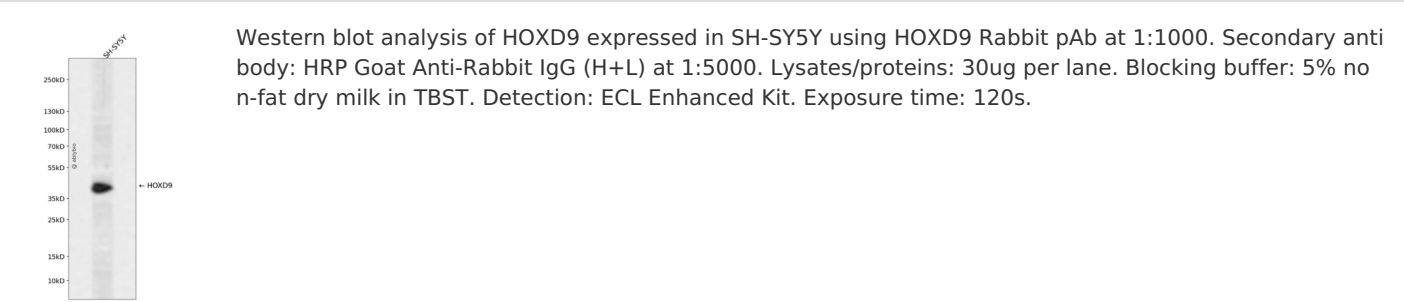 SH-SY5Y
Western blot analysis of HOXD9 expressed in SH-SY5Y using HOXD9 Rabbit pAb at 1:1000. Secondary anti
body: HRP Goat Anti-Rabbit IgG (H+L) at 1:5000. Lysates/proteins: 30ug per lane. Blocking buffer: 5% no
n-fat dry milk in TBST. Detection: ECL Enhanced Kit. Exposure time: 120s.
250kD
130kD
100kD
70kD
55kD
← HOXD9
35kD
25kD
15kD
10kD